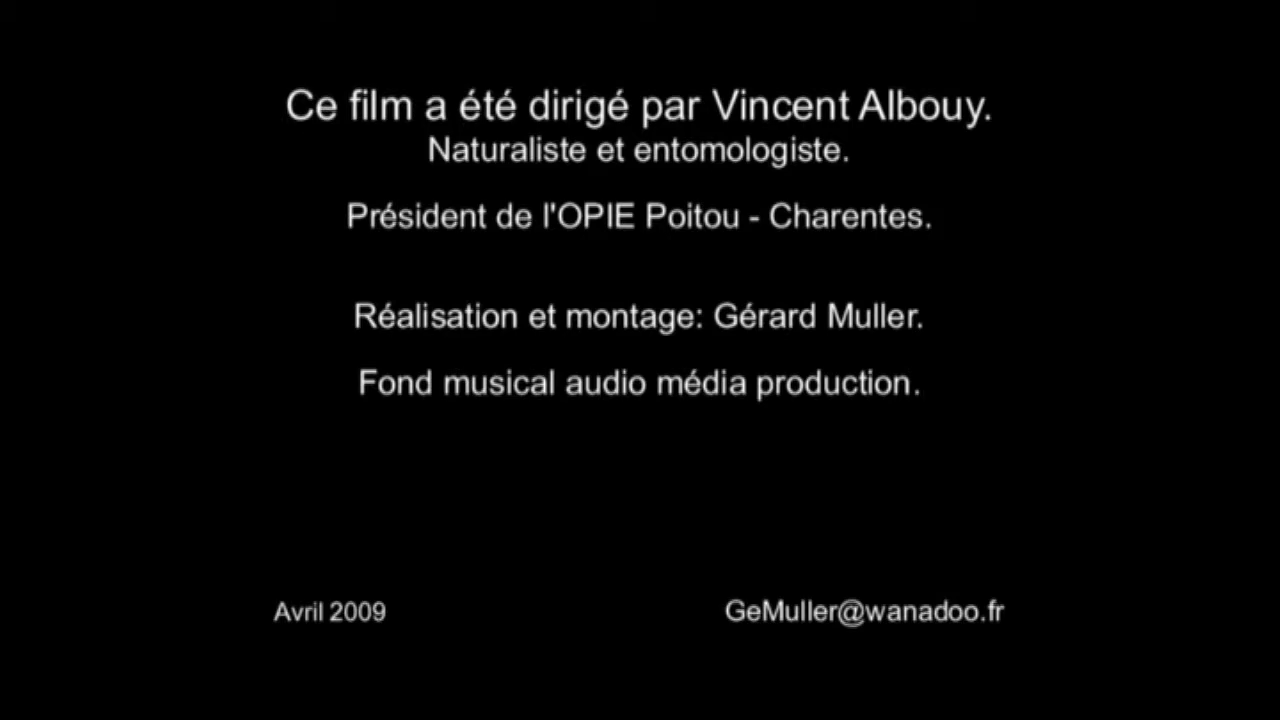 Ce film a été dirigé par Vincent Albouy.
Naturaliste et entomologiste.
Président de l'OPIE Poitou - Charentes.
Réalisation et montage: Gérard Muller.
Fond musical audio média production.
Avril 2009
GeMuller@wanadoo.fr